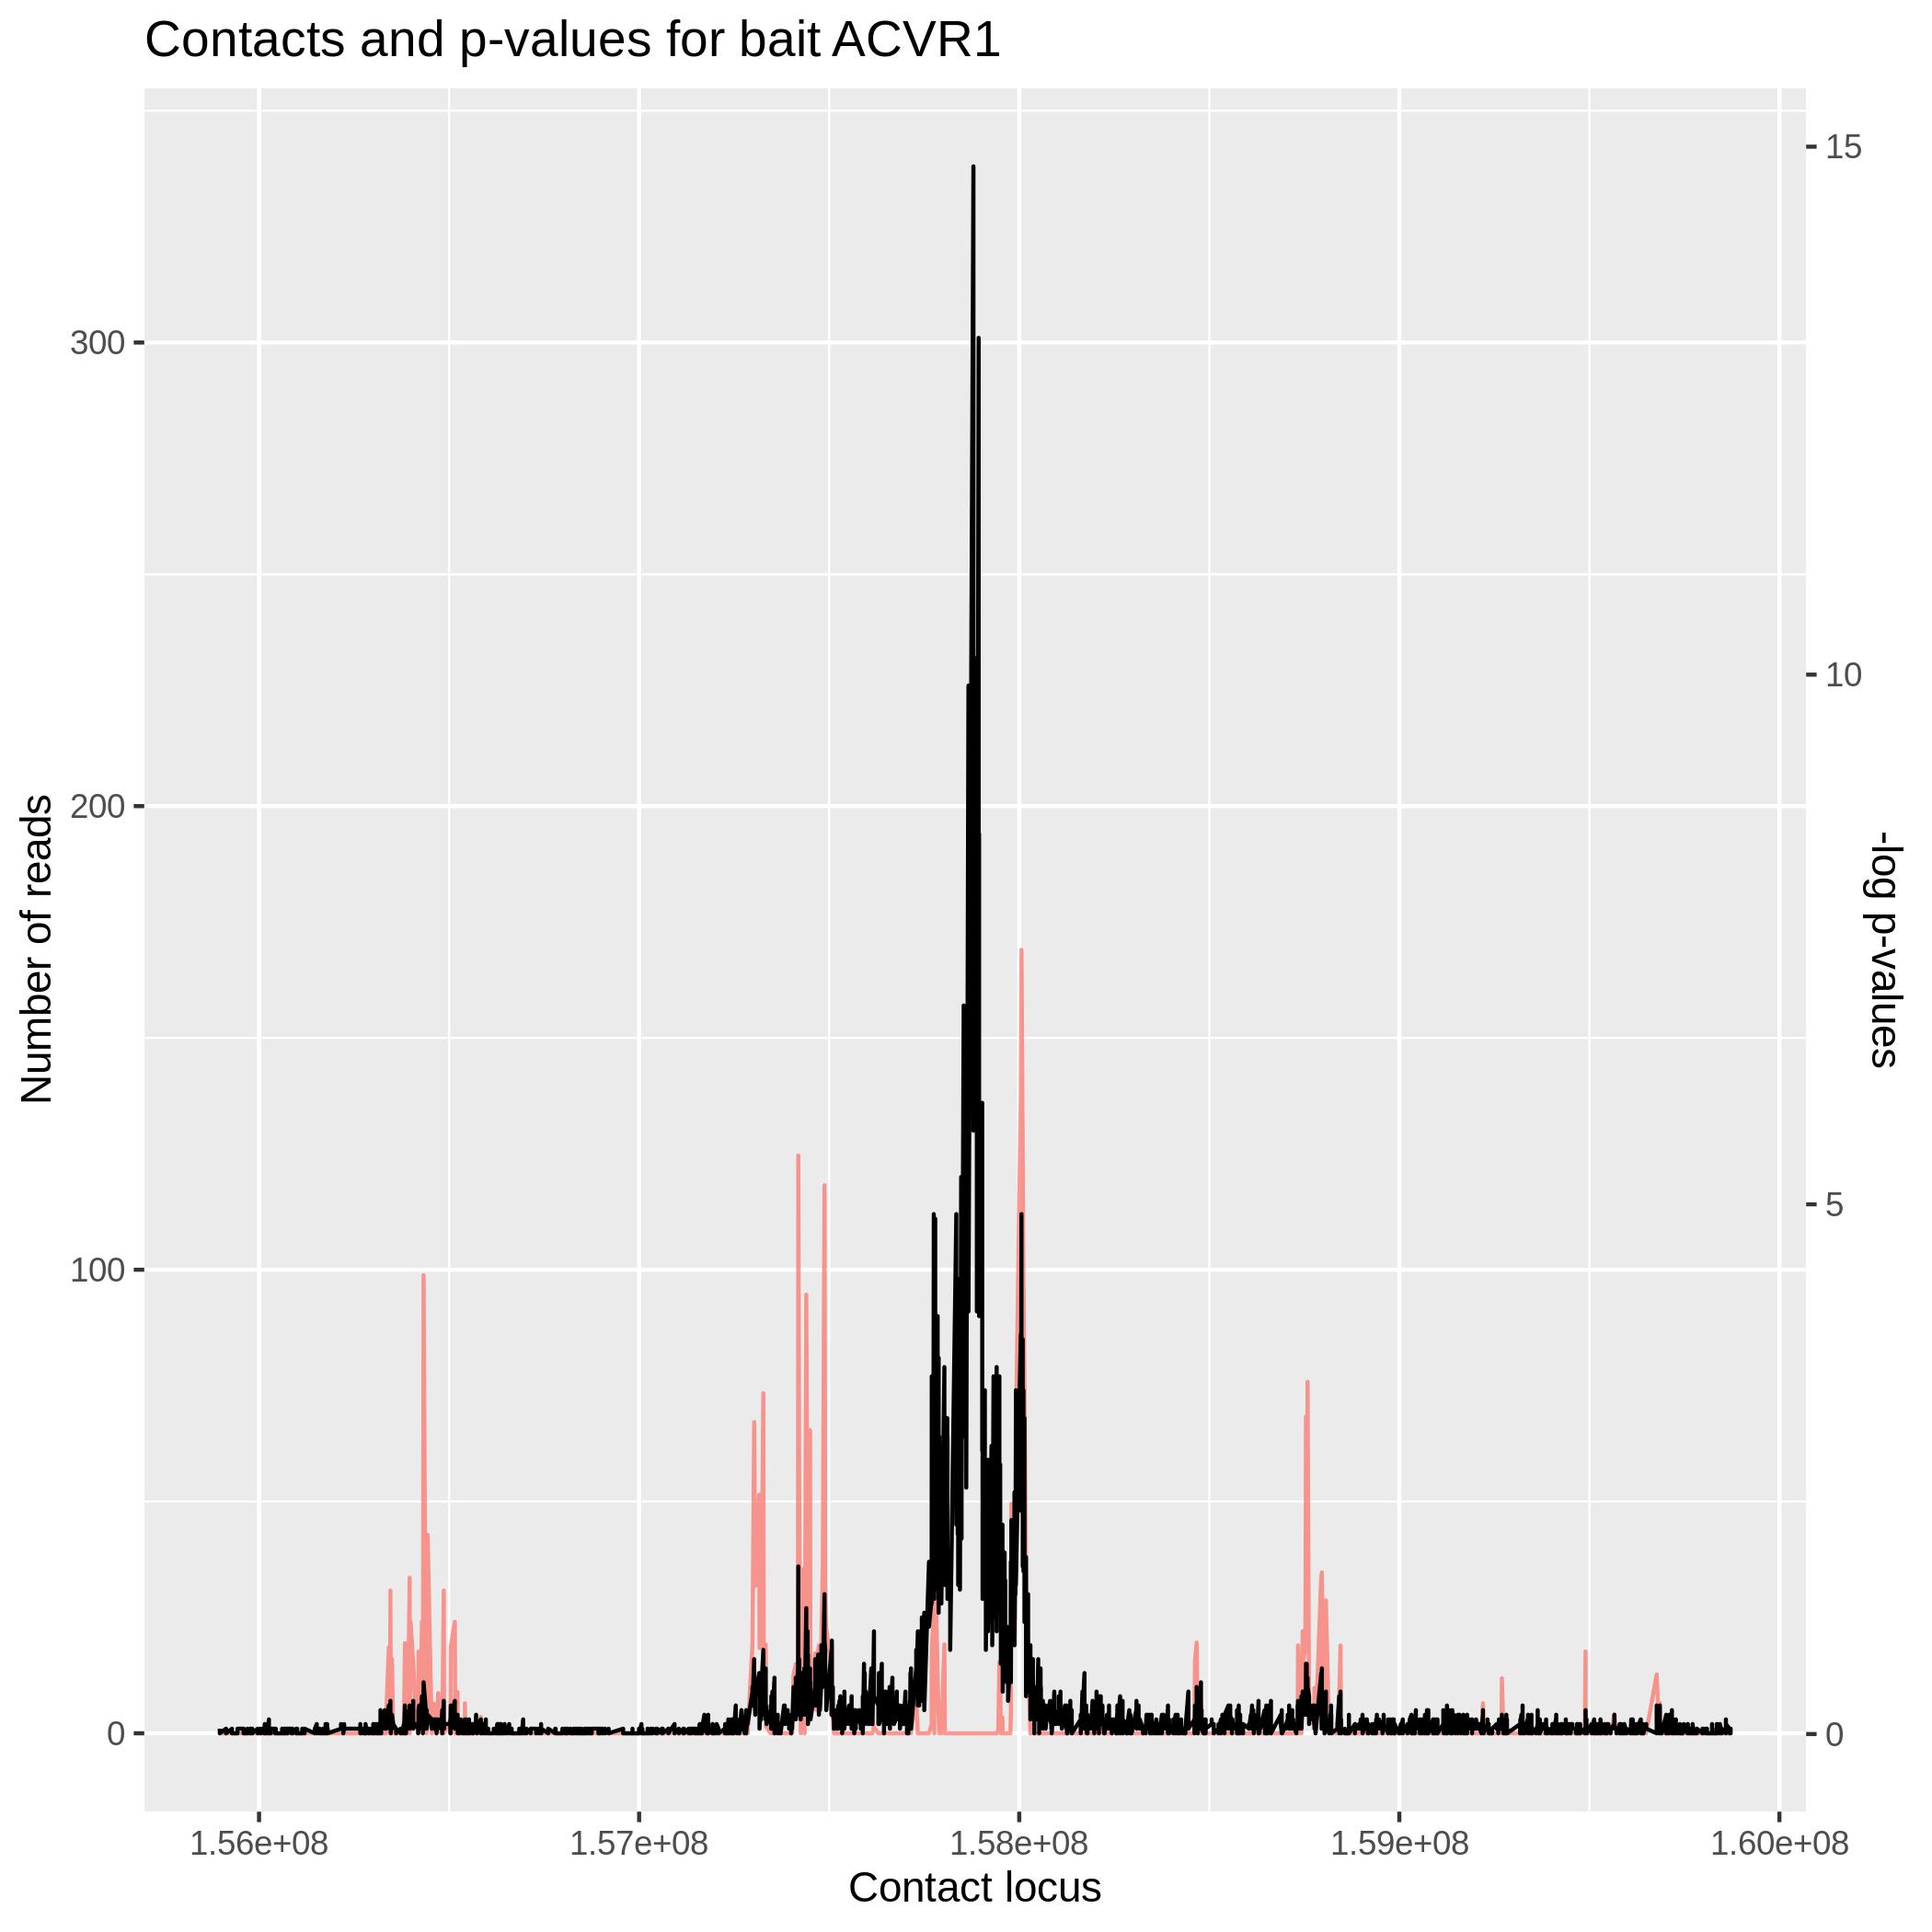 Contacts and p-values for bait ACVR1
300
200
100
0
Number of reads
15
10
5
0
-log p-values
1.56e+08
1.57e+08
1.58e+08
1.59e+08
1.60e+08
Contact locus